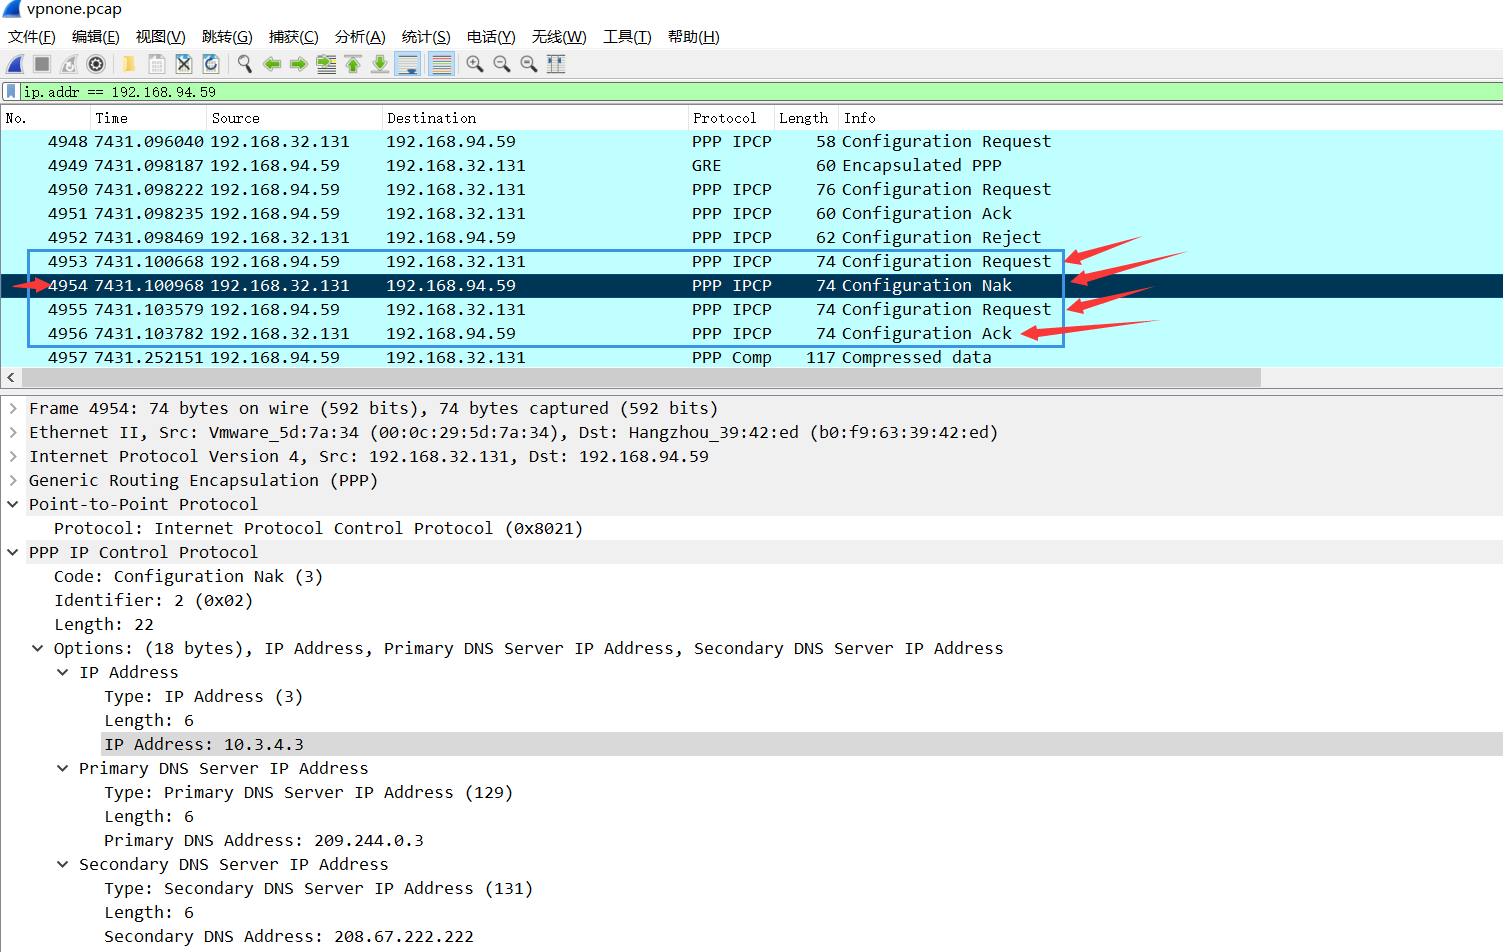 vpnone.pcap
文件(F) 编辑(E) 视图(V) 跳转(G) 捕获(C) 分析(A) 统计(S) 电话(Y) 无线(W) 工具(T) 帮助(H)
ip.addr == 192.168.94.59
No. Time Source Destination Protocol Length Info
4948 7431.096040 192.168.32.131 192.168.94.59 PPP IPCP 58 Configuration Request
4949 7431.098187 192.168.94.59 192.168.32.131 GRE 60 Encapsulated PPP
4950 7431.098222 192.168.94.59 192.168.32.131 PPP IPCP 76 Configuration Request
4951 7431.098235 192.168.94.59 192.168.32.131 PPP IPCP 60 Configuration Ack
4952 7431.098469 192.168.32.131 192.168.94.59 PPP IPCP 62 Configuration Reject
4953 7431.100668 192.168.94.59 192.168.32.131 PPP IPCP 74 Configuration Request
4954 7431.100968 192.168.32.131 192.168.94.59 PPP IPCP 74 Configuration Nak
4955 7431.103579 192.168.94.59 192.168.32.131 PPP IPCP 74 Configuration Request
4956 7431.103782 192.168.32.131 192.168.94.59 PPP IPCP 74 Configuration Ack
4957 7431.252151 192.168.94.59 192.168.32.131 PPP Comp 117 Compressed data
Frame 4954: 74 bytes on wire (592 bits), 74 bytes captured (592 bits)
Ethernet II, Src: Vmware_5d:7a:34 (00:0c:29:5d:7a:34), Dst: Hangzhou_39:42:ed (b0:f9:63:39:42:ed)
Internet Protocol Version 4, Src: 192.168.32.131, Dst: 192.168.94.59
Generic Routing Encapsulation (PPP)
Point-to-Point Protocol
Protocol: Internet Protocol Control Protocol (0x8021)
PPP IP Control Protocol
Code: Configuration Nak (3)
Identifier: 2 (0x02)
Length: 22
Options: (18 bytes), IP Address, Primary DNS Server IP Address, Secondary DNS Server IP Address
IP Address
Type: IP Address (3)
Length: 6
IP Address: 10.3.4.3
Primary DNS Server IP Address
Type: Primary DNS Server IP Address (129)
Length: 6
Primary DNS Address: 209.244.0.3
Secondary DNS Server IP Address
Type: Secondary DNS Server IP Address (131)
Length: 6
Secondary DNS Address: 208.67.222.222